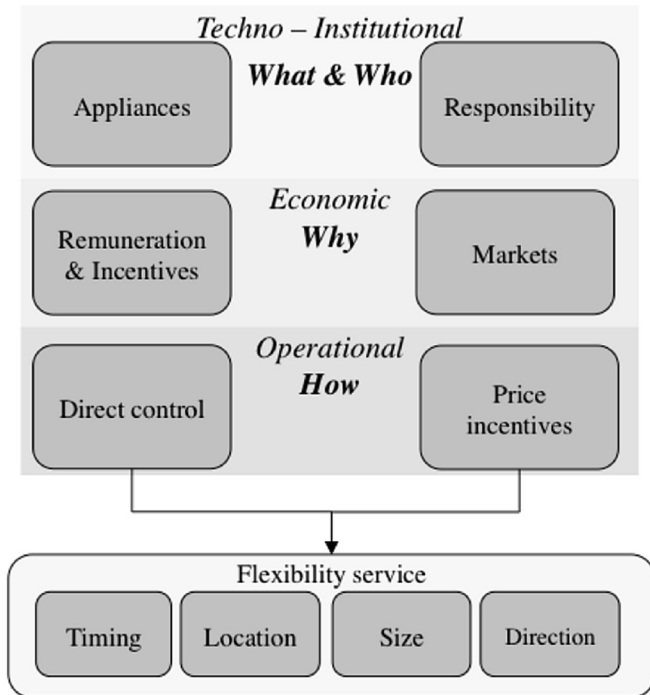 Techno – Institutional
What & Who
Appliances
Responsibility
Economic
Why
Remuneration
& Incentives
Markets
Operational
How
Direct control
Price
incentives
Flexibility service
Timing
Location
Size
Direction